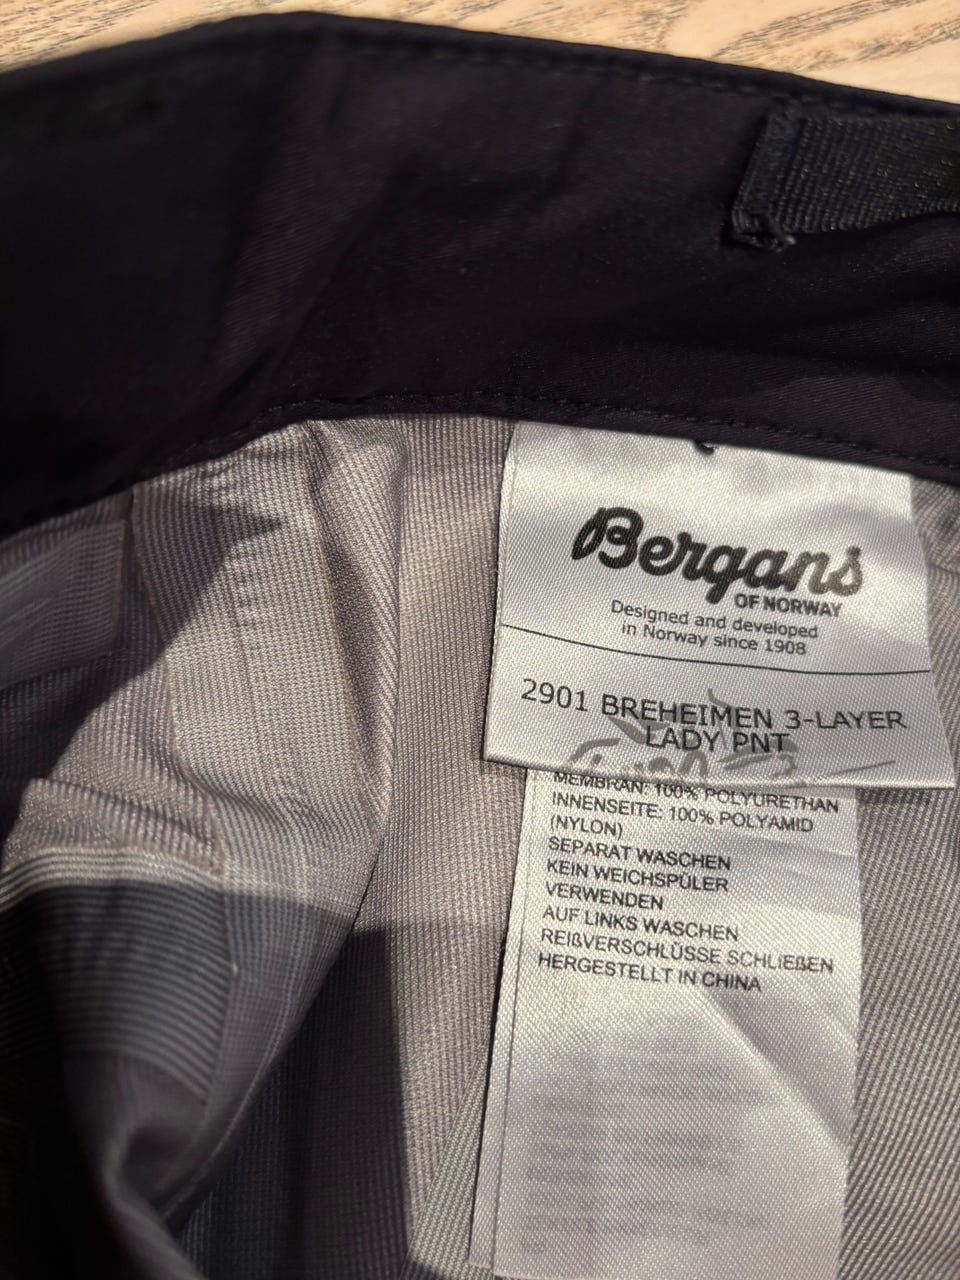 Bergans
OF NORWAY
Designed and developed
in Norway since 1908
2901 BREHEIMEN 3-LAYER
LADY PNT
MEMBRAN: 100% POLYURETHAN
INNENSEITE: 100% POLYAMID
(NYLON)
SEPARAT WASCHEN
KEIN WEICHSPÜLER
VERWENDEN
AUF LINKS WASCHEN
REIßVERSCHLÜSSE SCHLIEßEN
HERGESTELLT IN CHINA